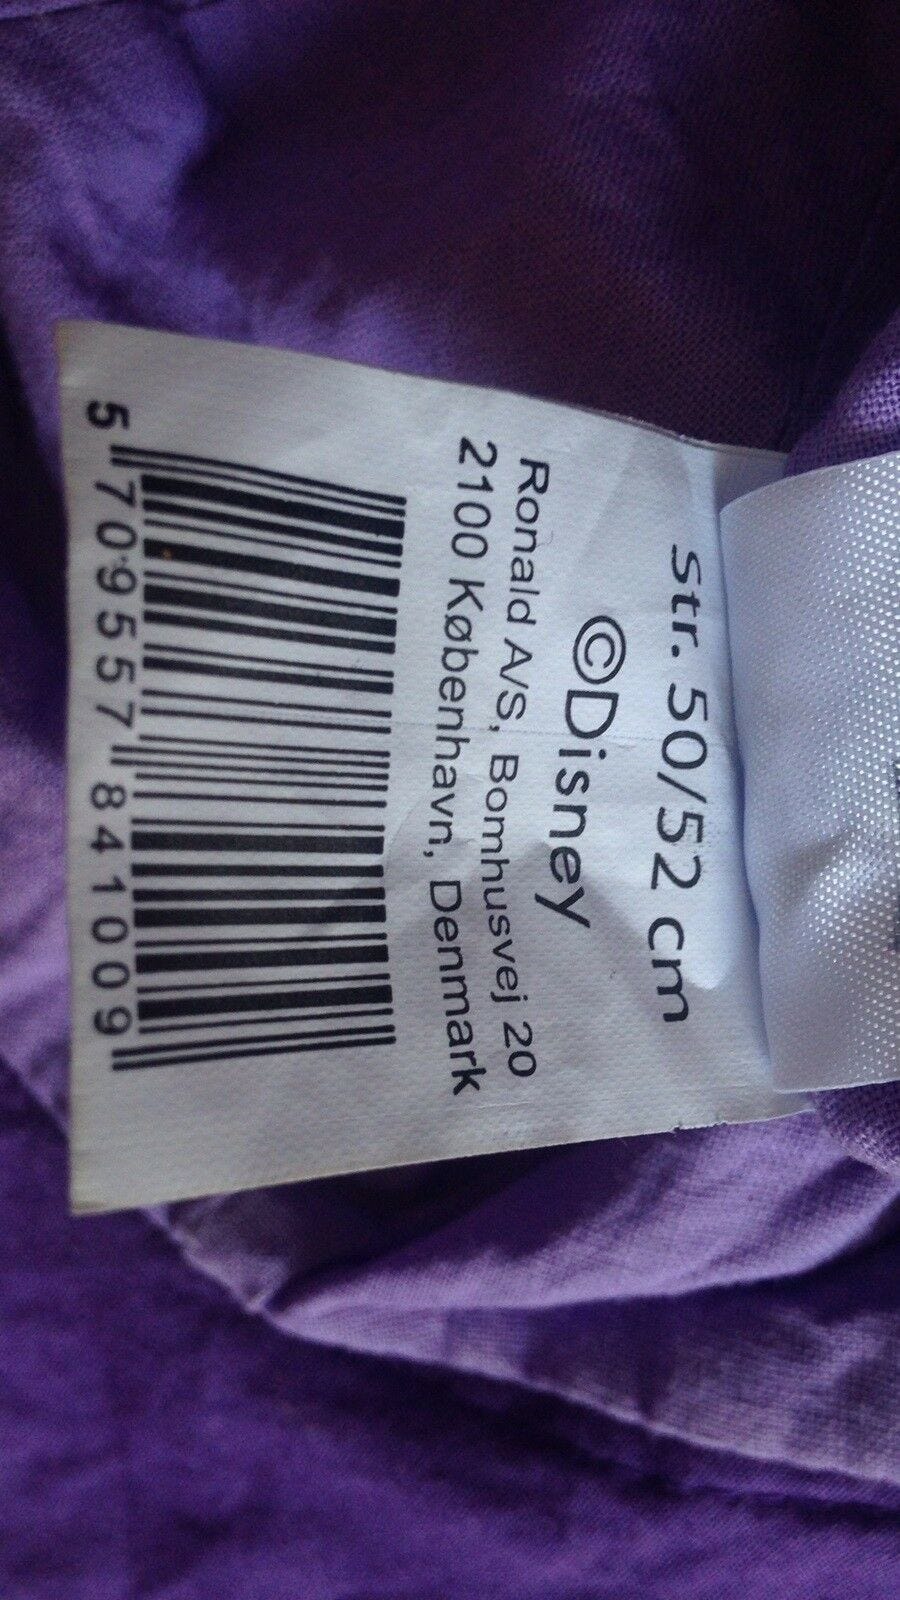 Str. 50/52 cm
©Disney
Ronald A/S, Bomhusvej 20
2100 København, Denmark
5 709557 841009